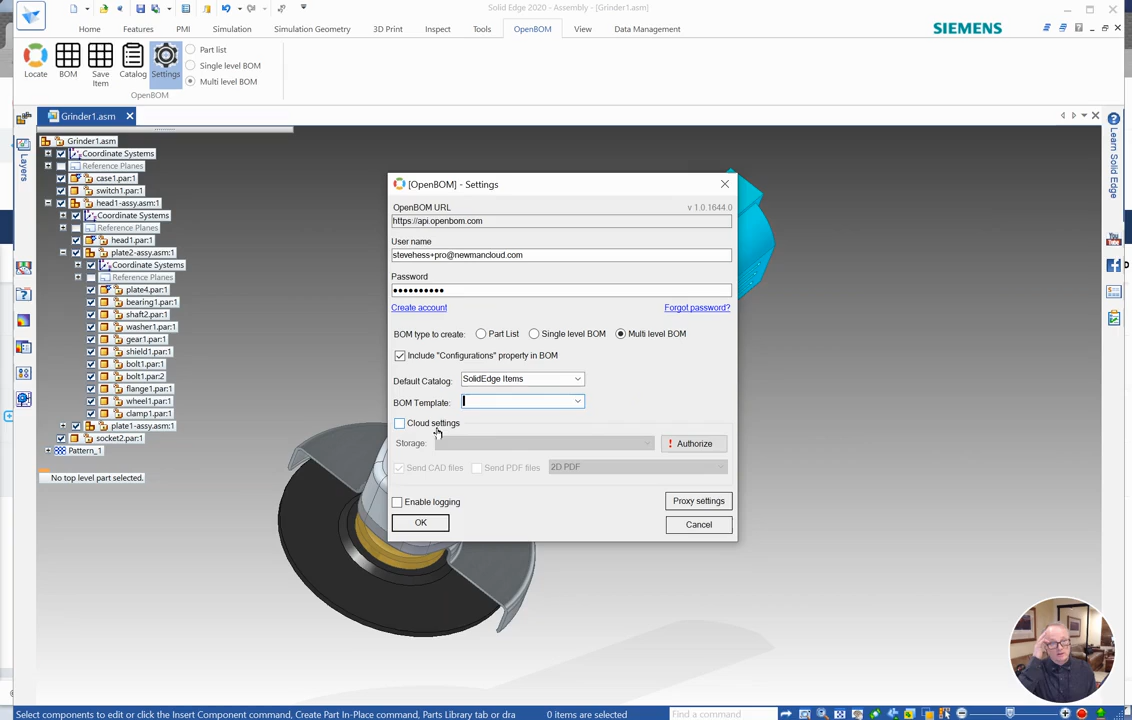 Solid Edge 2020 - Assembly - [Grinder1.asm]
Home
Features
PMI
Simulation
Simulation Geometry
3D Print
Inspect
Tools
OpenBOM
View
Data Management
SIEMENS
Locate
BOM
Save
Item
Catalog
Settings
Part list
Single level BOM
Multi level BOM
OpenBOM
Grinder1.asm
Layers
Learn Solid Edge
You
Tube
D
Grinder1.asm
Coordinate Systems
Reference Planes
case1.par:1
switch1.par:1
head1-assy.asm:1
Coordinate Systems
Reference Planes
head1.par:1
plate2-assy.asm:1
Coordinate Systems
Reference Planes
plate4.par:1
bearing1.par:1
shaft2.par:1
washer1.par:1
gear1.par:1
shield1.par:1
bolt1.par:1
bolt1.par:2
flange1.par:1
wheel1.par:1
clamp1.par:1
plate1-assy.asm:1
socket2.par:1
Pattern_1
No top level part selected.
[OpenBOM] - Settings
OpenBOM URL
v 1.0.1644.0
https://api.openbom.com
User name
stevehess+pro@newmancloud.com
Password
••••••••••
Create account
Forgot password?
BOM type to create:
Part List
Single level BOM
Multi level BOM
Include "Configurations" property in BOM
Default Catalog:
SolidEdge Items
BOM Template:
Cloud settings
Storage:
! Authorize
Send CAD files
Send PDF files
2D PDF
Enable logging
Proxy settings
OK
Cancel
Select components to edit or click the Insert Component command, Create Part In-Place command, Parts Library tab or dra
0 items are selected
Find a command